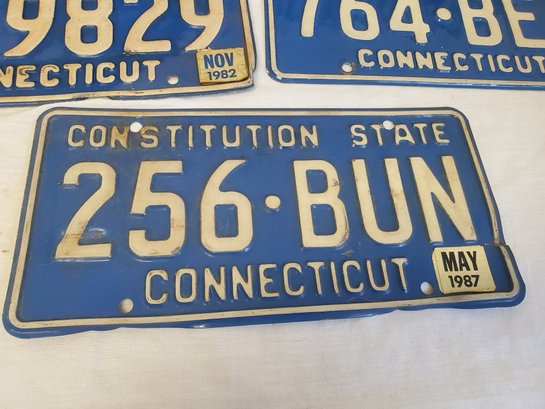 9829
NECTICUT
NOV
1982
764·BE
CONNECTICUT
CONSTITUTION STATE
256·BUN
CONNECTICUT
MAY
1987